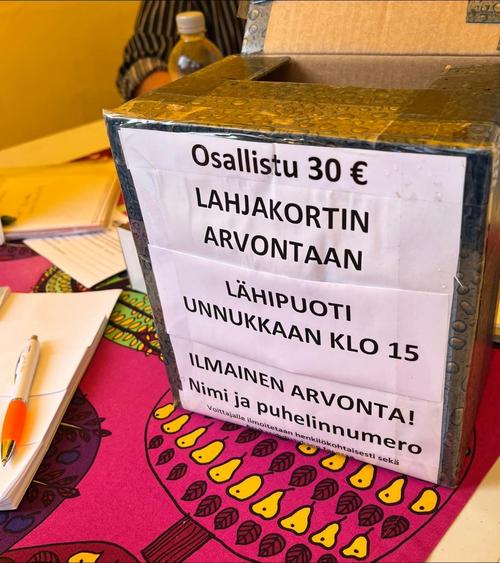 Osallistu 30 €
LAHJAKORTIN
ARVONTAAN
LÄHIPUOTI
UNNUKKAAN KLO 15
ILMAINEN ARVONTA!
Nimi ja puhelinnumero
Voittajalle ilmoitetaan henkilökohtaisesti sekä